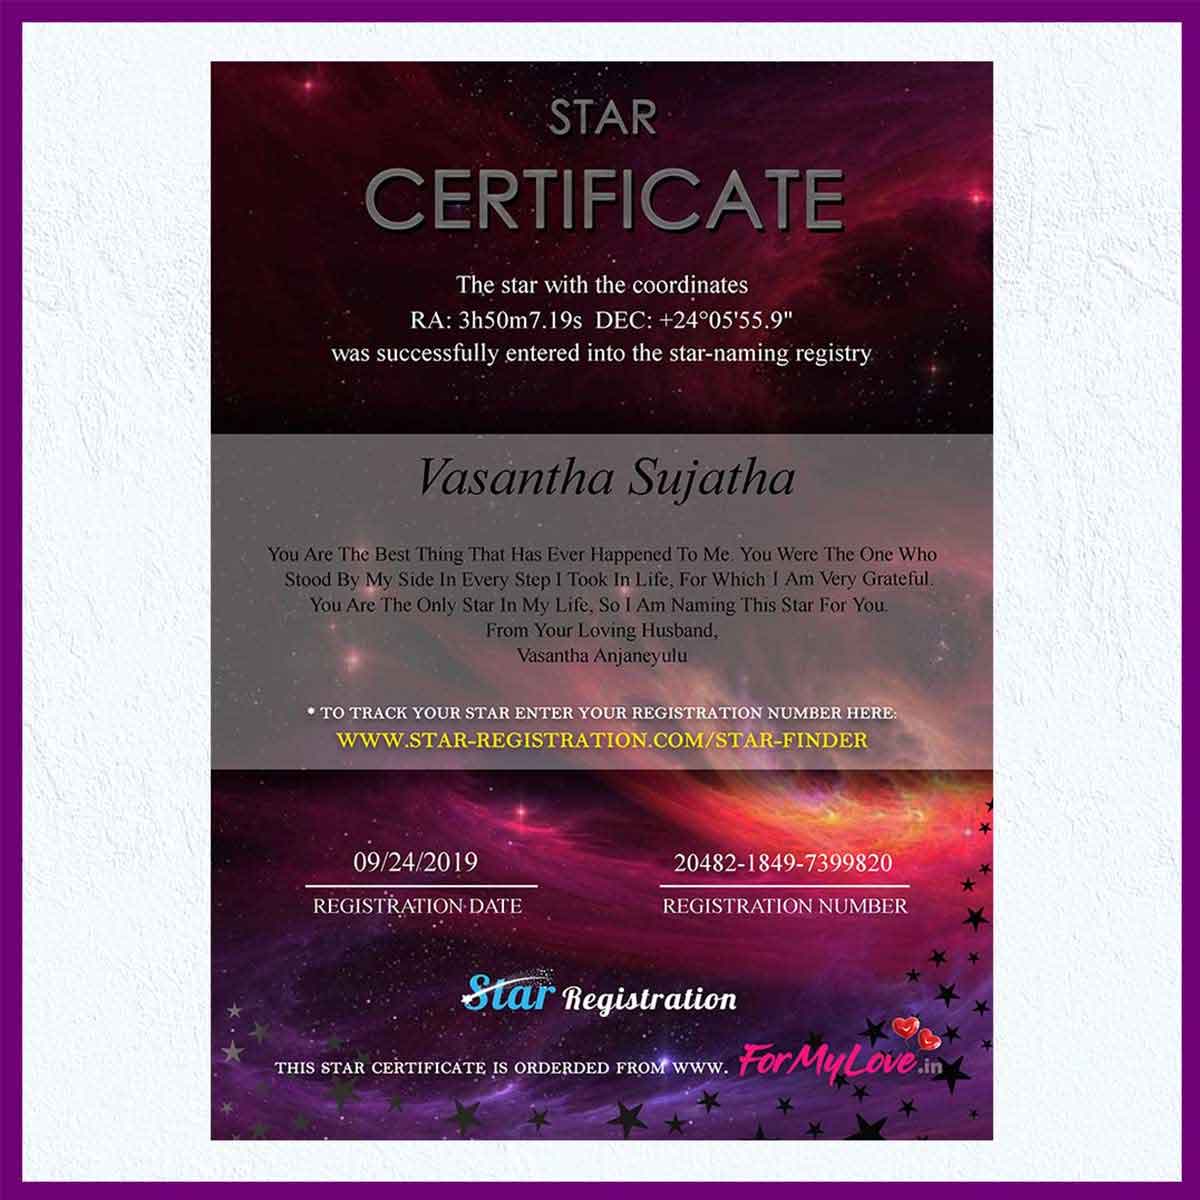 STAR
CERTIFICATE
The star with the coordinates
RA: 3h50m7.19s DEC: +24°05'55.9"
was successfully entered into the star-naming registry
Vasantha Sujatha
You Are The Best Thing That Has Ever Happened To Me. You Were The One Who
Stood By My Side In Every Step I Took In Life, For Which I Am Very Grateful.
You Are The Only Star In My Life, So I Am Naming This Star For You.
From Your Loving Husband,
Vasantha Anjaneyulu
* TO TRACK YOUR STAR ENTER YOUR REGISTRATION NUMBER HERE:
WWW.STAR-REGISTRATION.COM/STAR-FINDER
09/24/2019 20482-1849-7399820
REGISTRATION DATE REGISTRATION NUMBER
Star Registration
THIS STAR CERTIFICATE IS ORDERDED FROM WWW. ForMyLove.in